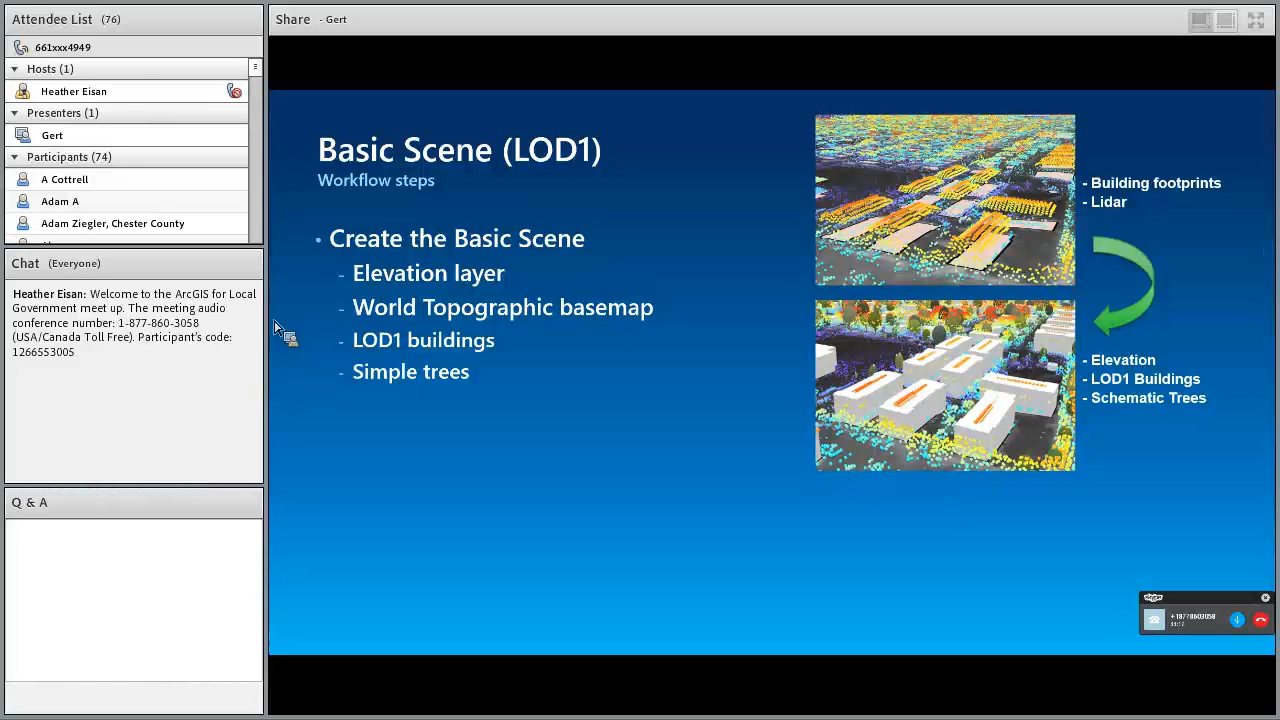 Attendee List (76)
661xxx4949
Hosts (1)
Heather Eisan
Presenters (1)
Gert
Participants (74)
A Cottrell
Adam A
Adam Ziegler, Chester County
Chat (Everyone)
Heather Eisan: Welcome to the ArcGIS for Local
Government meet up. The meeting audio
conference number: 1-877-860-3058
(USA/Canada Toll Free). Participant's code:
1266553005
Q & A
Share - Gert
Basic Scene (LOD1)
Workflow steps
• Create the Basic Scene
- Elevation layer
- World Topographic basemap
- LOD1 buildings
- Simple trees
- Building footprints
- Lidar
- Elevation
- LOD1 Buildings
- Schematic Trees
skype
+18778603058